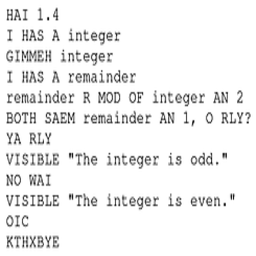 HAI 1.4
I HAS A integer
GIMMEH integer
I HAS A remainder
remainder R MOD OF integer AN 2
BOTH SAEM remainder AN 1, O RLY?
YA RLY
VISIBLE "The integer is odd."
NO WAI
VISIBLE "The integer is even."
OIC
KTHXBYE